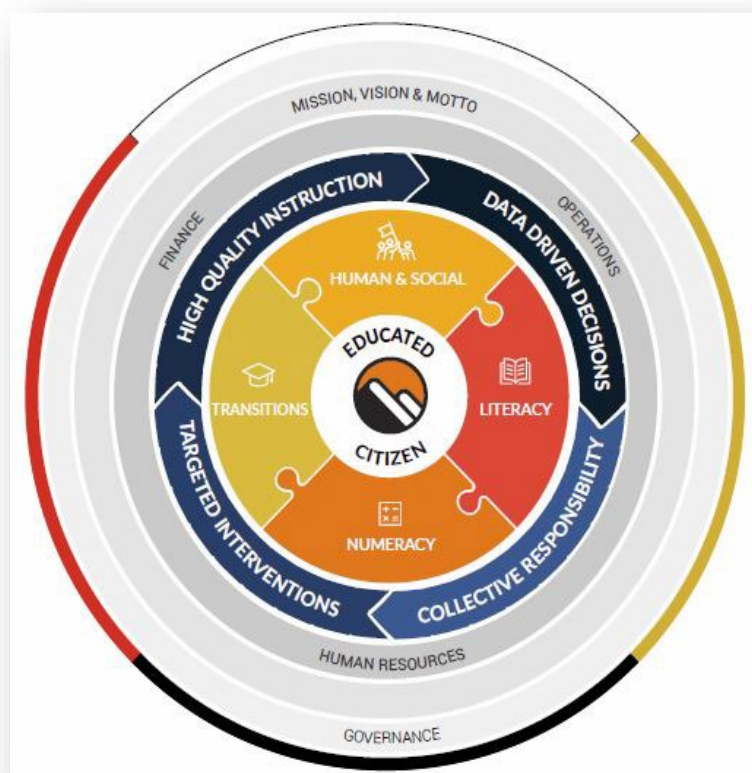 MISSION, VISION & MOTTO
FINANCE
OPERATIONS
HIGH QUALITY INSTRUCTION
DATA DRIVEN DECISIONS
HUMAN & SOCIAL
EDUCATED
TRANSITIONS
LITERACY
CITIZEN
NUMERACY
TARGETED INTERVENTIONS
COLLECTIVE RESPONSIBILITY
HUMAN RESOURCES
GOVERNANCE